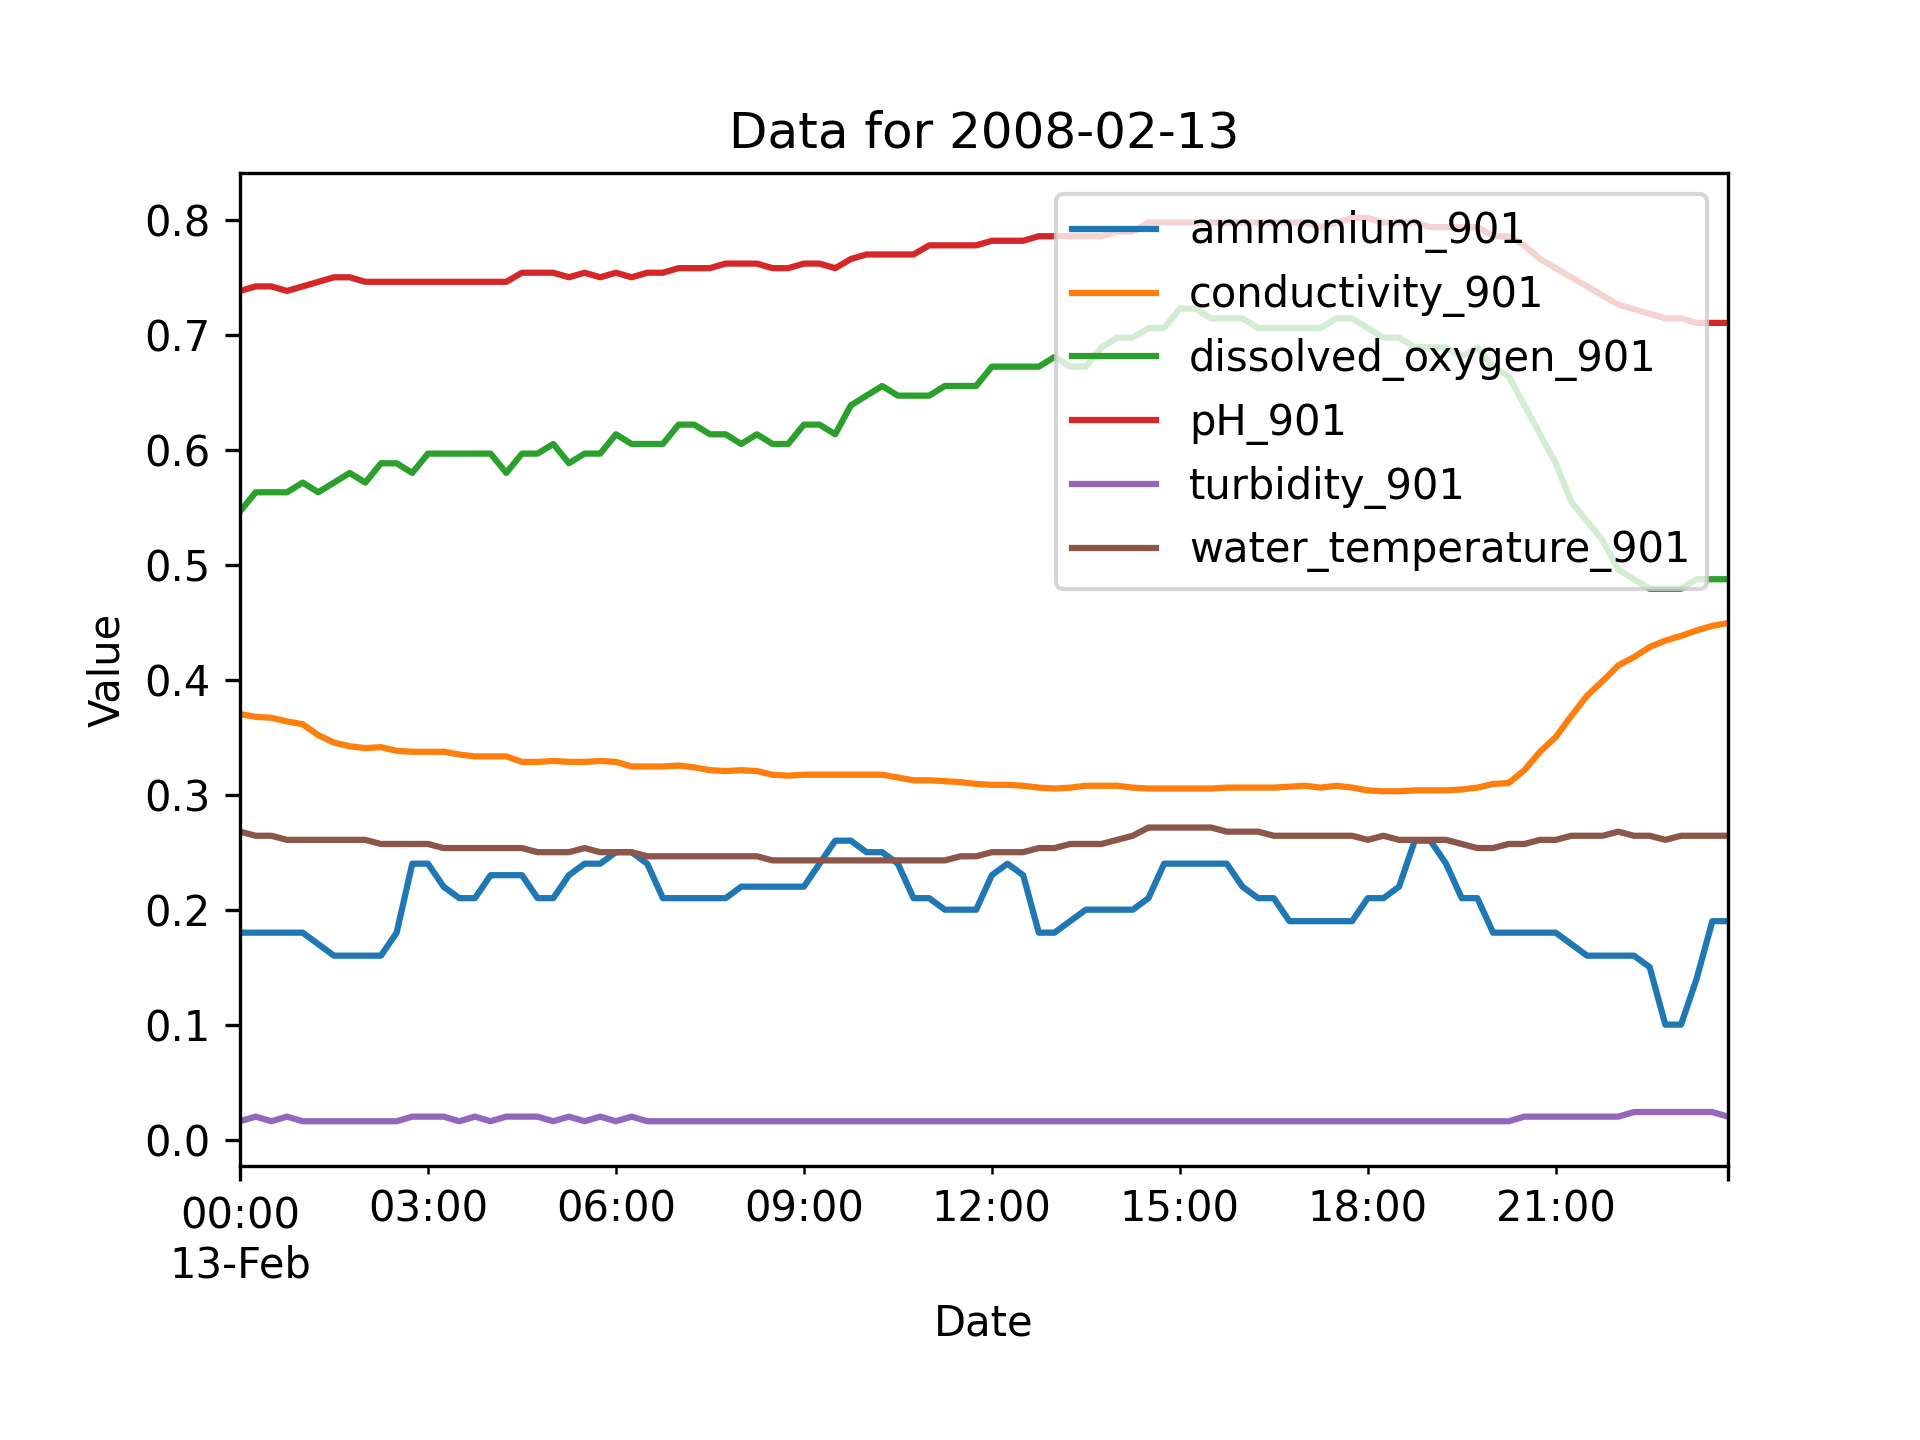 Data for 2008-02-13
ammonium_901
conductivity_901
dissolved_oxygen_901
pH_901
turbidity_901
water_temperature_901
0.8
0.7
0.6
0.5
0.4
0.3
0.2
0.1
0.0
Value
00:00 03:00 06:00 09:00 12:00 15:00 18:00 21:00
13-Feb
Date